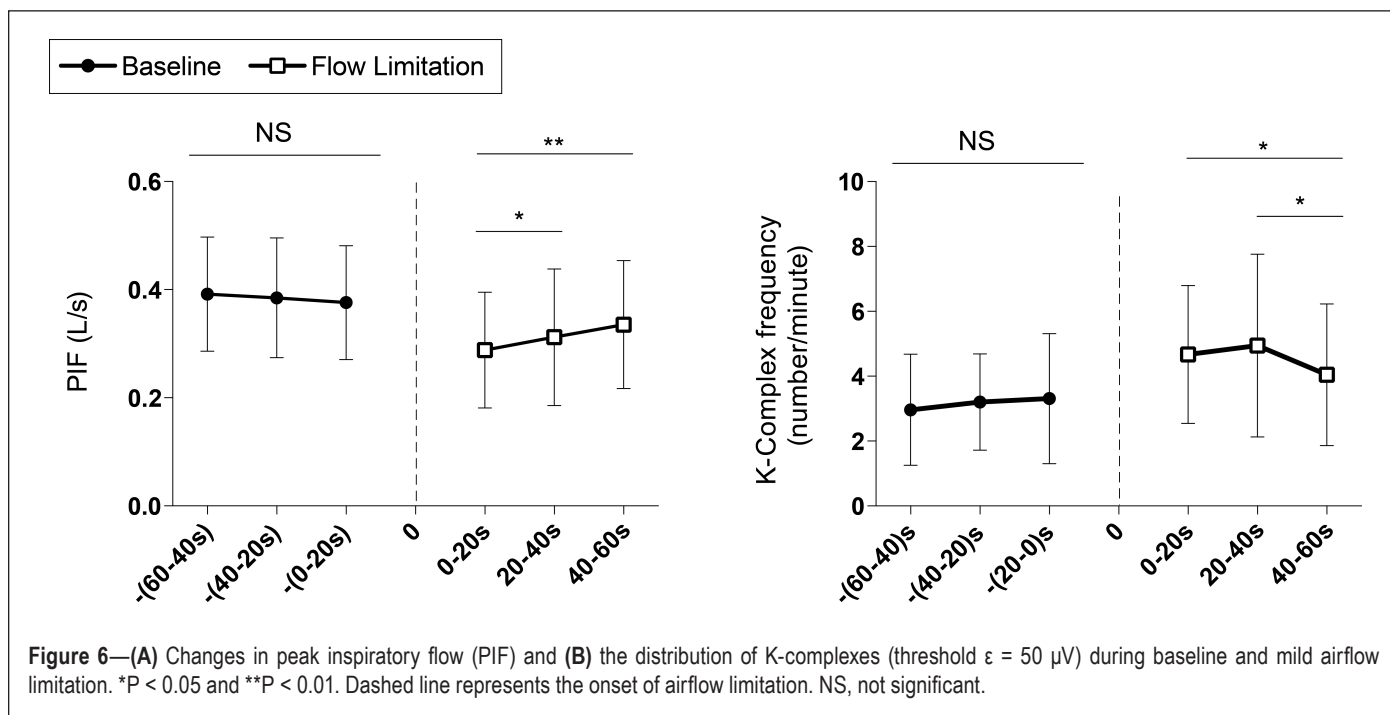 Baseline Flow Limitation
NS
**
*
0.6
0.4
0.2
0.0
PIF (L/s)
-(60-40s)
-(40-20s)
-(0-20s)
0
0-20s
20-40s
40-60s
NS
*
*
10
8
6
4
2
0
K-Complex frequency
(number/minute)
-(60-40)s
-(40-20)s
-(20-0)s
0
0-20s
20-40s
40-60s
Figure 6—(A) Changes in peak inspiratory flow (PIF) and (B) the distribution of K-complexes (threshold ε = 50 μV) during baseline and mild airflow
limitation. *P < 0.05 and **P < 0.01. Dashed line represents the onset of airflow limitation. NS, not significant.